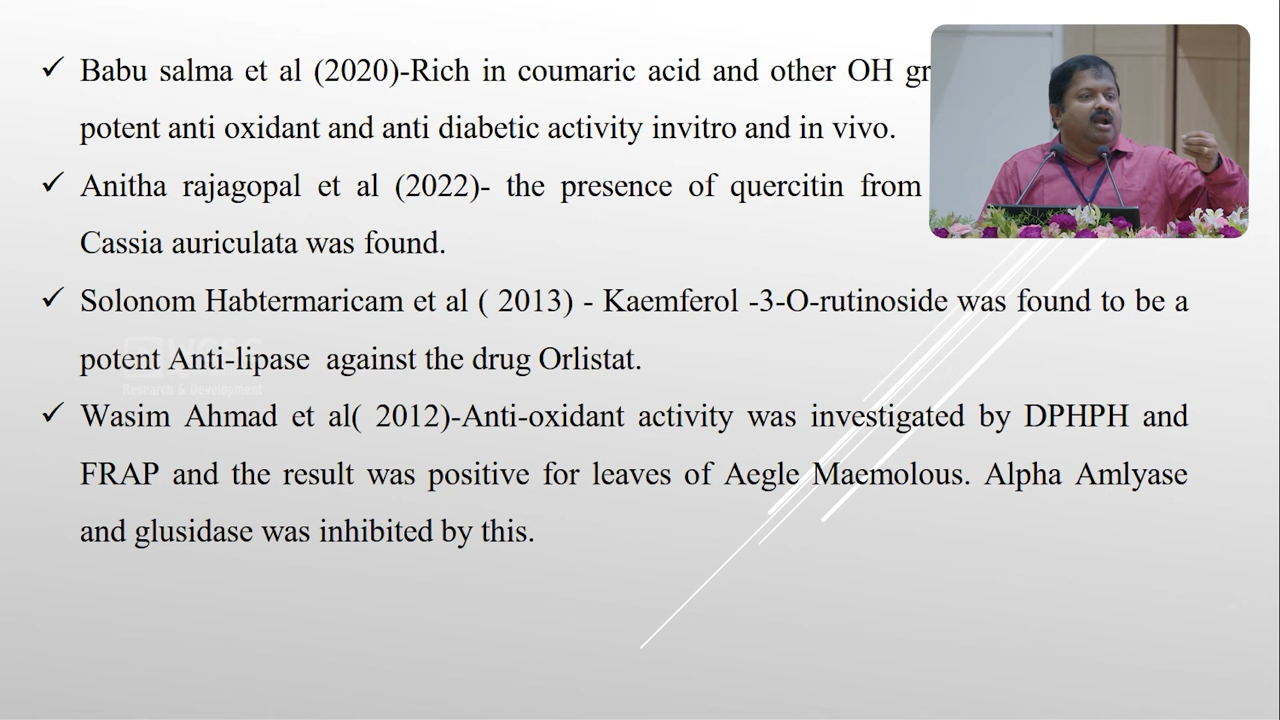 ✓ Babu salma et al (2020)-Rich in coumaric acid and other OH
potent anti oxidant and anti diabetic activity invitro and in vivo.
✓ Anitha rajagopal et al (2022)- the presence of quercitin from
Cassia auriculata was found.
✓ Solonom Habtermaricam et al ( 2013) - Kaemferol -3-O-rutinoside was found to be a
potent Anti-lipase against the drug Orlistat.
Research & Development
✓ Wasim Ahmad et al( 2012)-Anti-oxidant activity was investigated by DPHPH and
FRAP and the result was positive for leaves of Aegle Maemolous. Alpha Amlyase
and glusidase was inhibited by this.